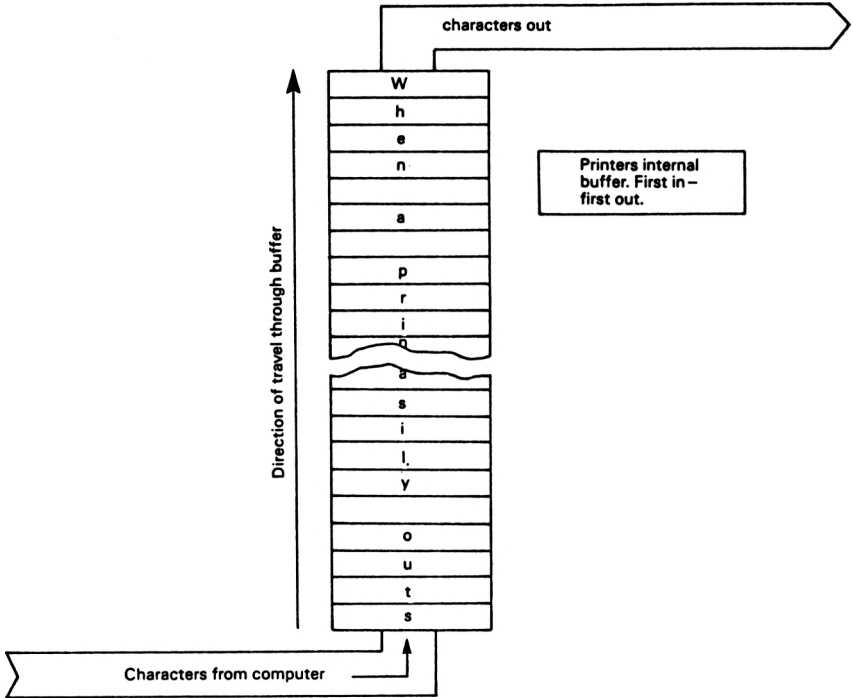 characters out
W
h
e
n
a
p
r
i
n
a
s
i
l
y
o
u
t
s
Printers internal
buffer. First in –
first out.
Direction of travel through buffer
Characters from computer